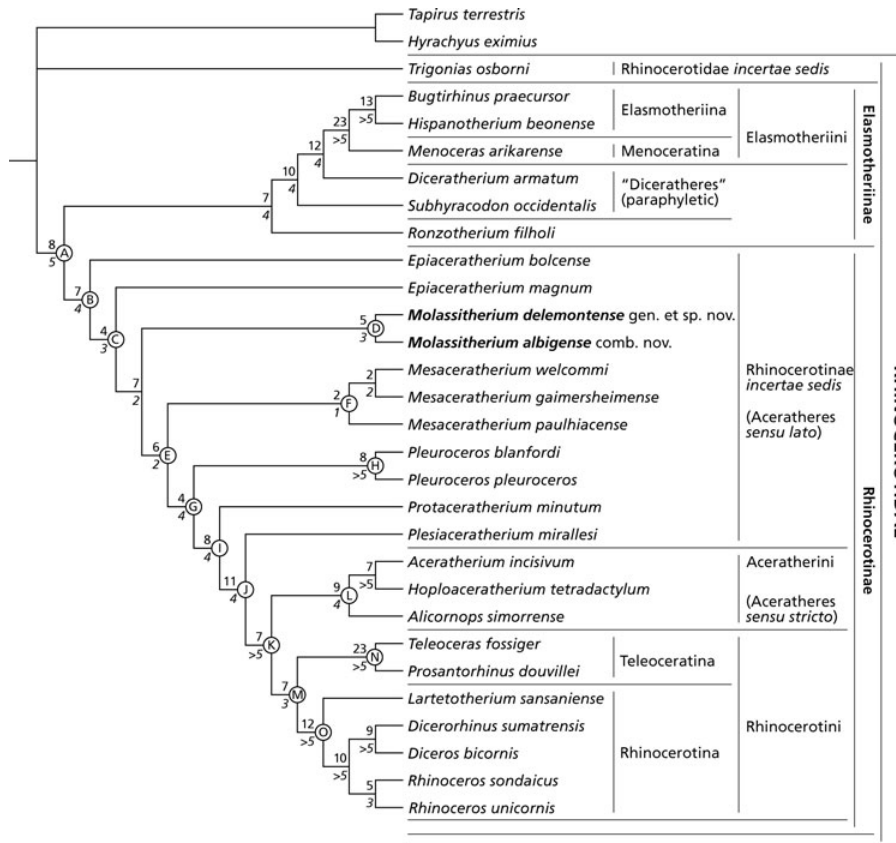 Tapirus terrestris
Hyrachyus eximius
Trigonias osborni
Rhinocerotidae incertae sedis
13
Bugtirhinus praecursor
>5
23
Hispanotherium beonense
Elasmotheriina
>5
12
Menoceras arikarense
Menoceratina
Elasmotheriini
4
10
Diceratherium armatum
"Diceratheres"
(paraphyletic)
4
7
Subhyracodon occidentalis
4
Ronzotherium filholi
Elasmotheriinae
8
A
5
Epiaceratherium bolcense
7
B
4
Epiaceratherium magnum
4
C
3
5
Molassitherium delemontense gen. et sp. nov.
D
3
Molassitherium albigense comb. nov.
7
2
Mesaceratherium welcommi
2
2
Mesaceratherium gaimersheimense
2
F
1
Mesaceratherium paulhiacense
Rhinocerotinae
incertae sedis
(Aceratheres
sensu lato)
6
E
2
Pleuroceros blanfordi
8
H
>5
Pleuroceros pleuroceros
4
G
4
Protaceratherium minutum
8
I
4
Plesiaceratherium mirallesi
11
J
4
Aceratherium incisivum
7
>5
Hoploaceratherium tetradactylum
9
L
4
Alicornops simorrense
Aceratherini
(Aceratheres
sensu stricto)
7
K
>5
Teleoceras fossiger
23
N
>5
Prosantorhinus douvillei
Teleoceratina
7
M
3
Lartetotherium sansaniense
12
O
>5
Dicerorhinus sumatrensis
9
>5
Diceros bicornis
10
>5
Rhinoceros sondaicus
5
3
Rhinoceros unicornis
Rhinocerotina
Rhinocerotini
Rhinocerotinae